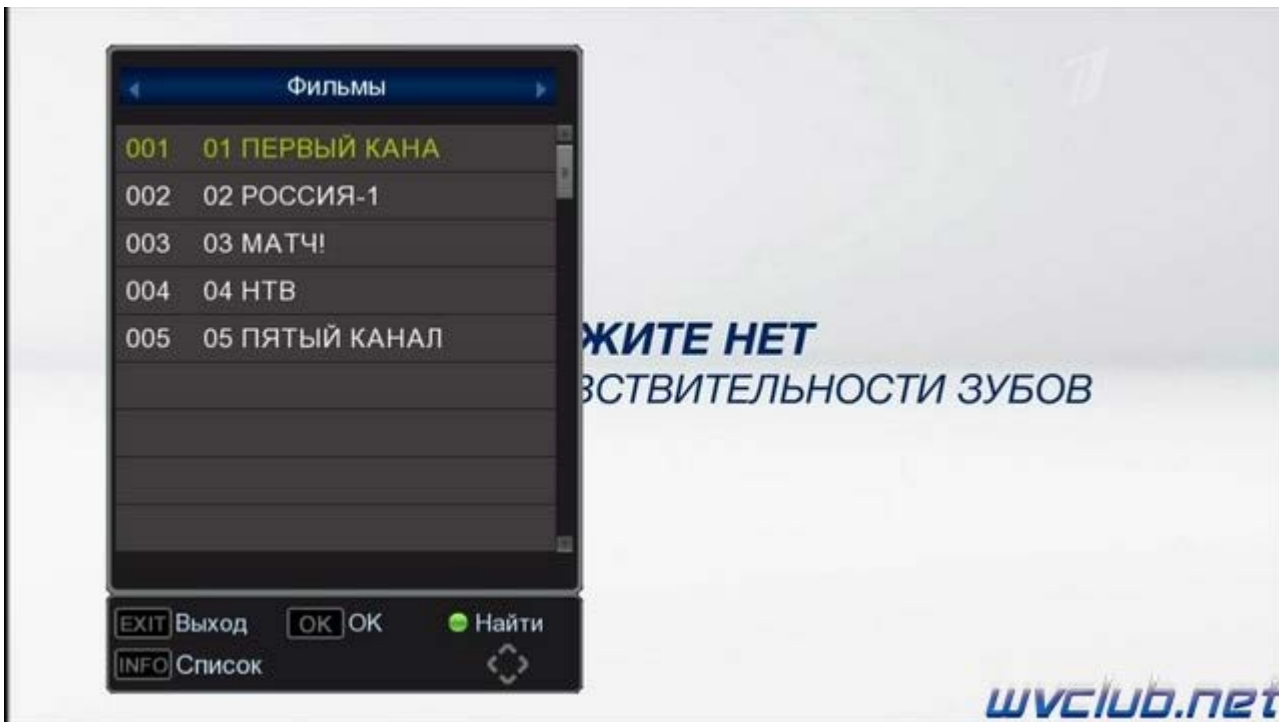 Фильмы
001 01 ПЕРВЫЙ КАНА
002 02 РОССИЯ-1
003 03 МАТЧ!
004 04 НТВ
005 05 ПЯТЫЙ КАНАЛ
ЖИТЕ НЕТ
ВСТВИТЕЛЬНОСТИ ЗУБОВ
EXIT Выход OK OK Найти
INFO Список
wvclub.net